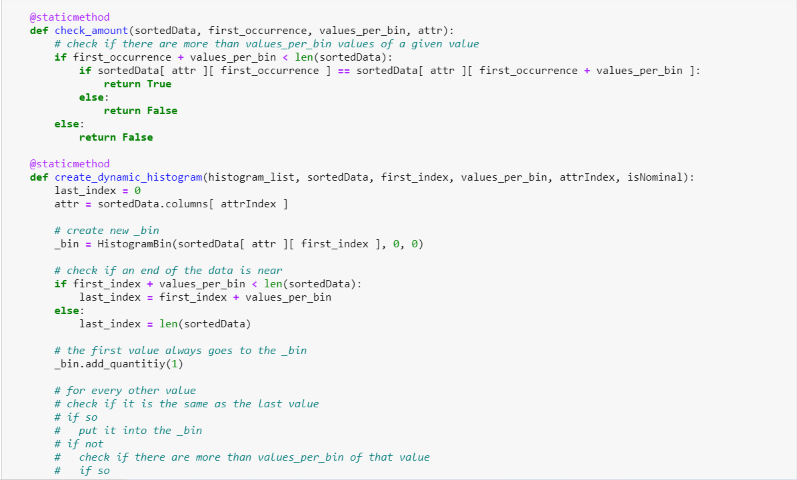 @staticmethod
def check_amount(sortedData, first_occurrence, values_per_bin, attr):
    # check if there are more than values_per_bin values of a given value
    if first_occurrence + values_per_bin < len(sortedData):
        if sortedData[ attr ][ first_occurrence ] == sortedData[ attr ][ first_occurrence + values_per_bin ]:
            return True
        else:
            return False
    else:
        return False

@staticmethod
def create_dynamic_histogram(histogram_list, sortedData, first_index, values_per_bin, attrIndex, isNominal):
    last_index = 0
    attr = sortedData.columns[ attrIndex ]

    # create new _bin
    _bin = HistogramBin(sortedData[ attr ][ first_index ], 0, 0)

    # check if an end of the data is near
    if first_index + values_per_bin < len(sortedData):
        last_index = first_index + values_per_bin
    else:
        last_index = len(sortedData)

    # the first value always goes to the _bin
    _bin.add_quantitiy(1)

    # for every other value
    # check if it is the same as the last value
    # if so
    #   put it into the _bin
    # if not
    #   check if there are more than values_per_bin of that value
    #   if so